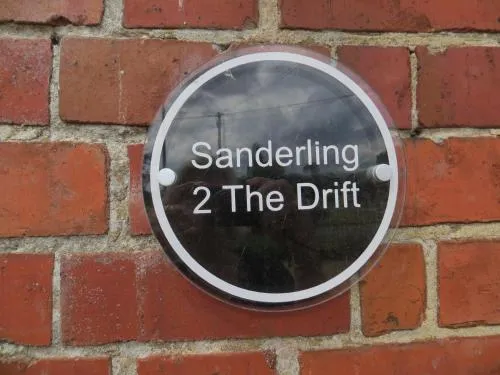 Sanderling
2 The Drift